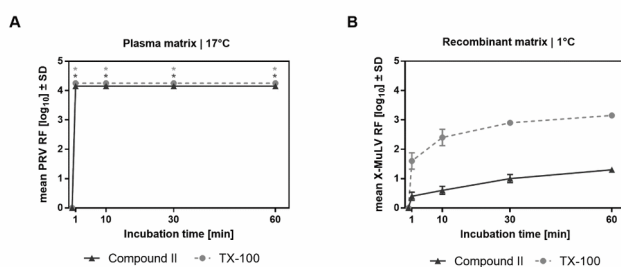 A
Plasma matrix | 17°C
mean PRV RF [log10] ± SD
5
4
3
2
1
0
* * * *
* * * *
1 10 30 60
Incubation time [min]
Compound II TX-100
B
Recombinant matrix | 1°C
mean X-MuLV RF [log10] ± SD
5
4
3
2
1
0
1 10 30 60
Incubation time [min]
Compound II TX-100